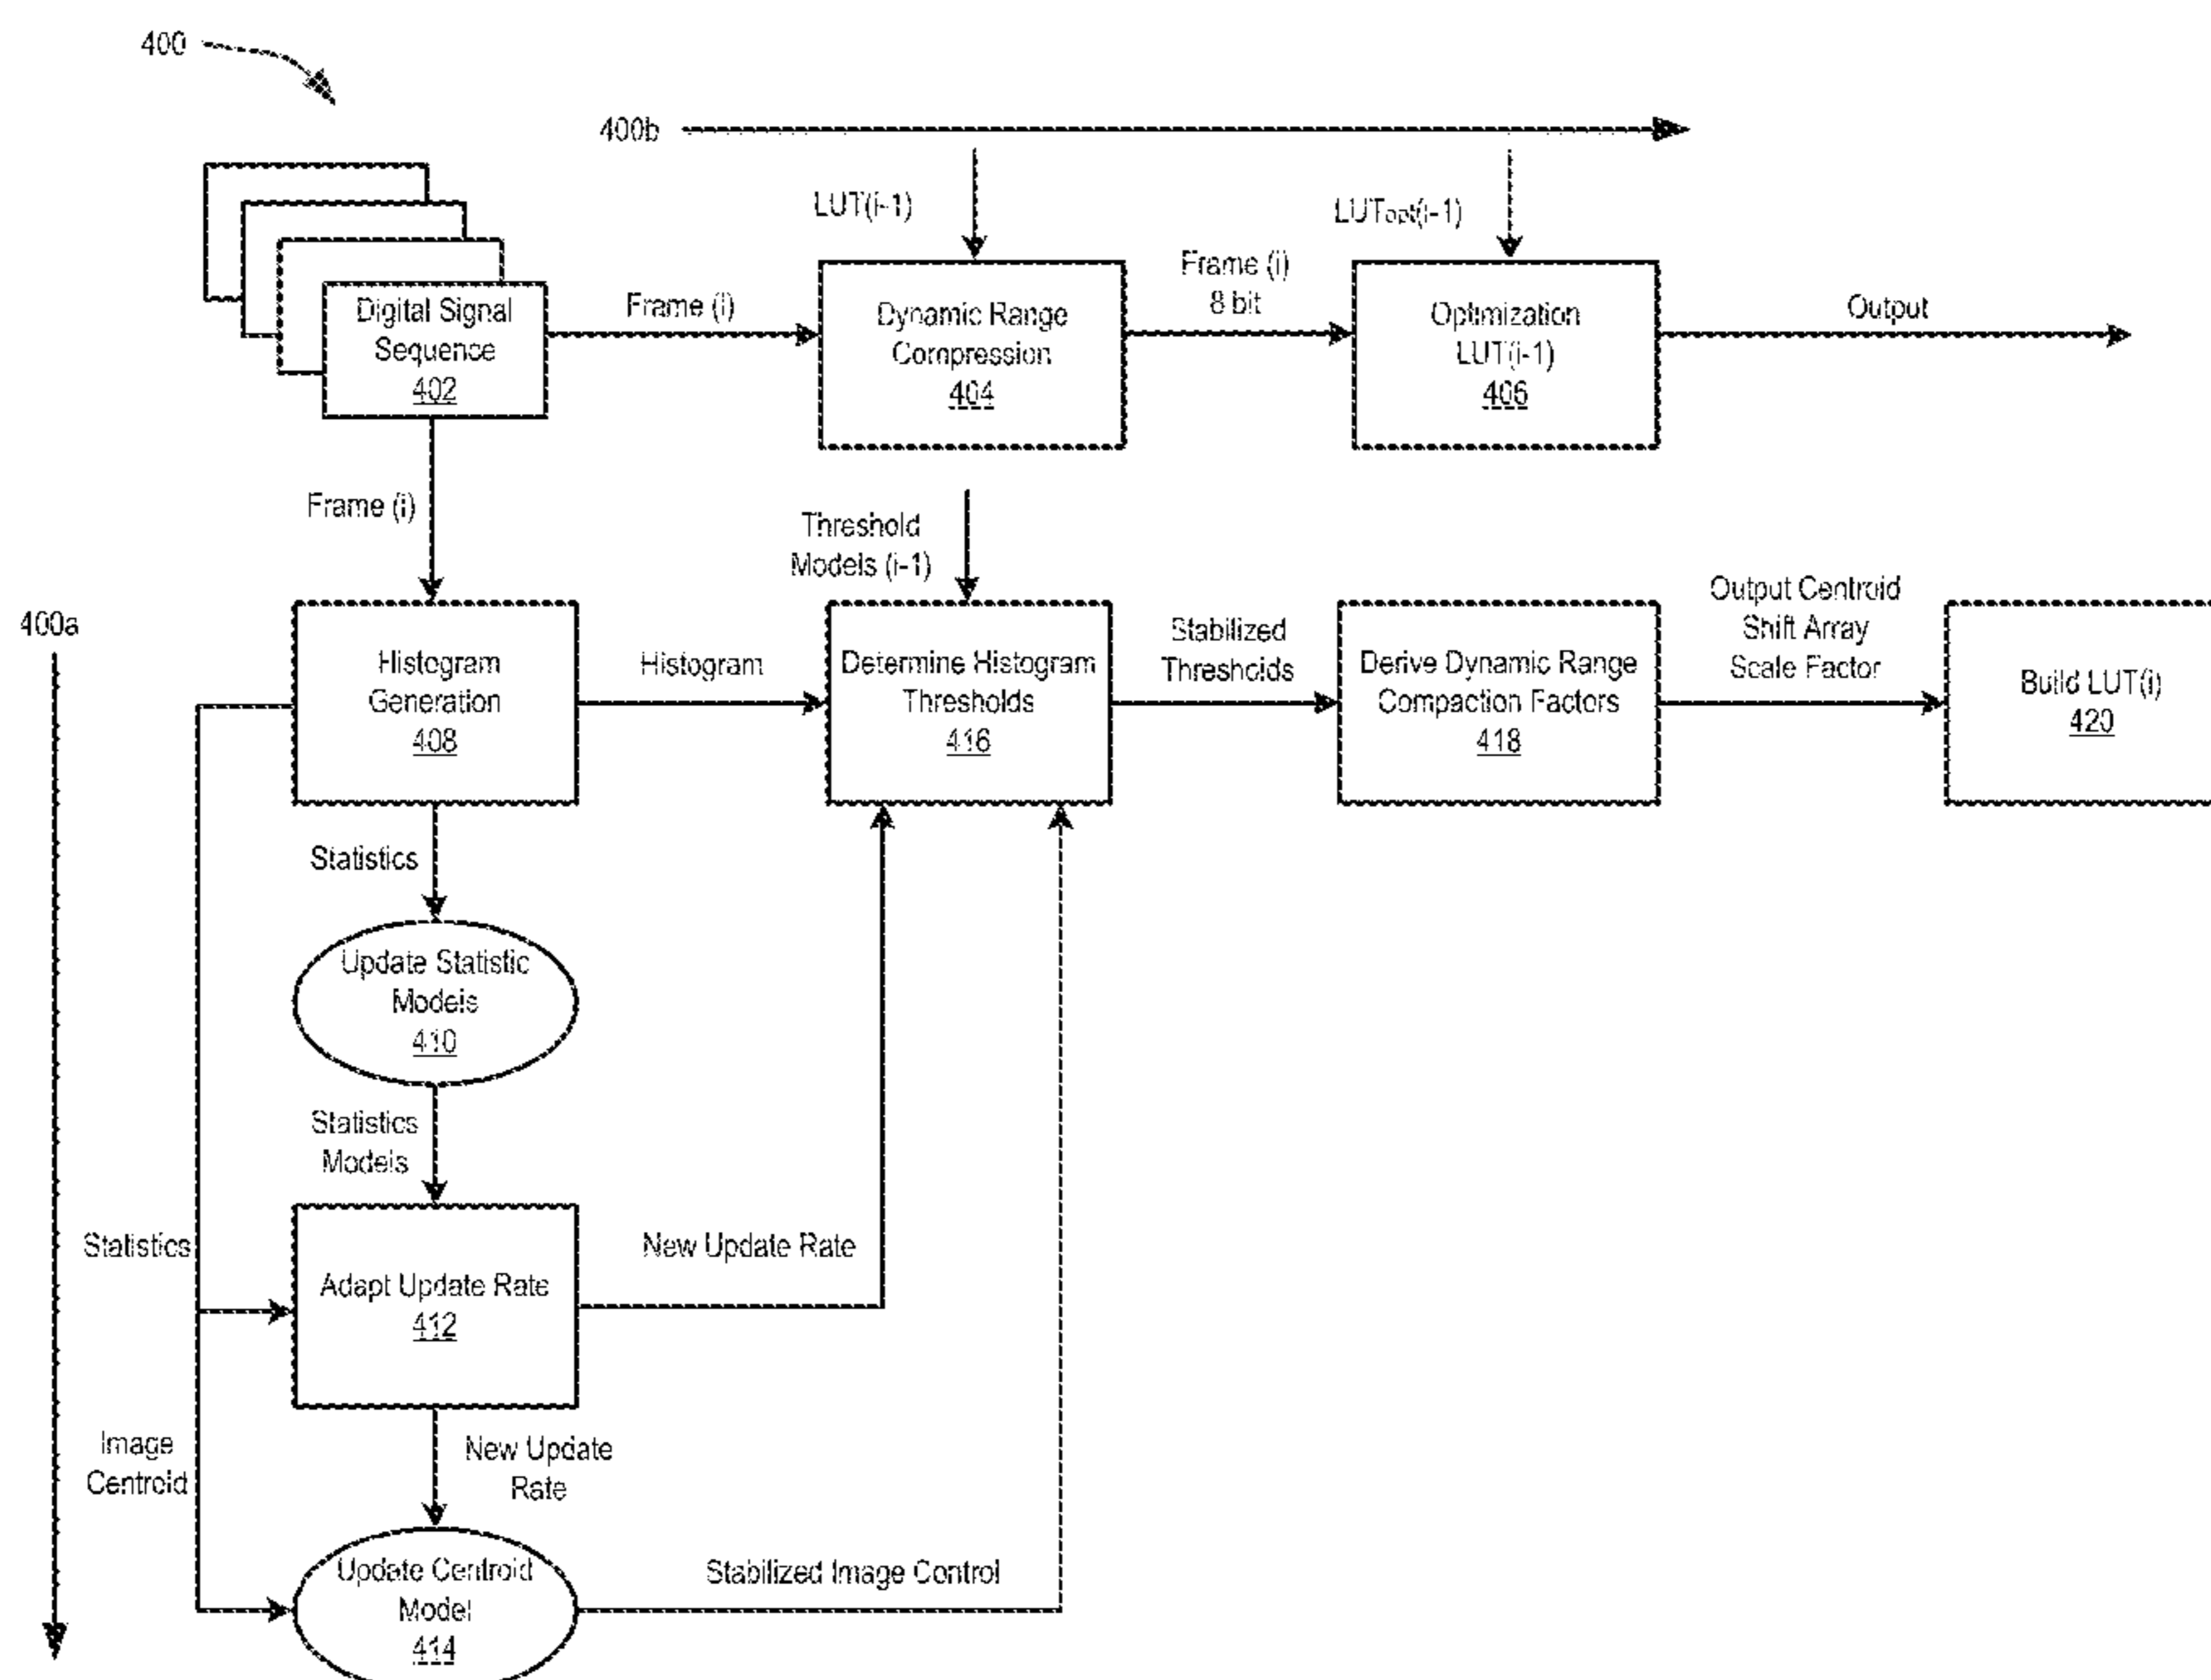 400
400b
LUT(i-1)
LUTopt(i-1)
Digital Signal
Sequence
402
Frame (i)
Dynamic Range
Compression
404
Frame (i)
8 bit
Optimization
LUT(i-1)
406
Output
Frame (i)
Threshold
Models (i-1)
400a
Histogram
Generation
408
Histogram
Determine Histogram
Thresholds
416
Stabilized
Thresholds
Derive Dynamic Range
Compaction Factors
418
Output Centroid
Shift Array
Scale Factor
Build LUT(i)
420
Statistics
Update Statistic
Models
410
Statistics
Models
Statistics
Adapt Update Rate
412
New Update Rate
Image
Centroid
New Update
Rate
Update Centroid
Model
414
Stabilized Image Control